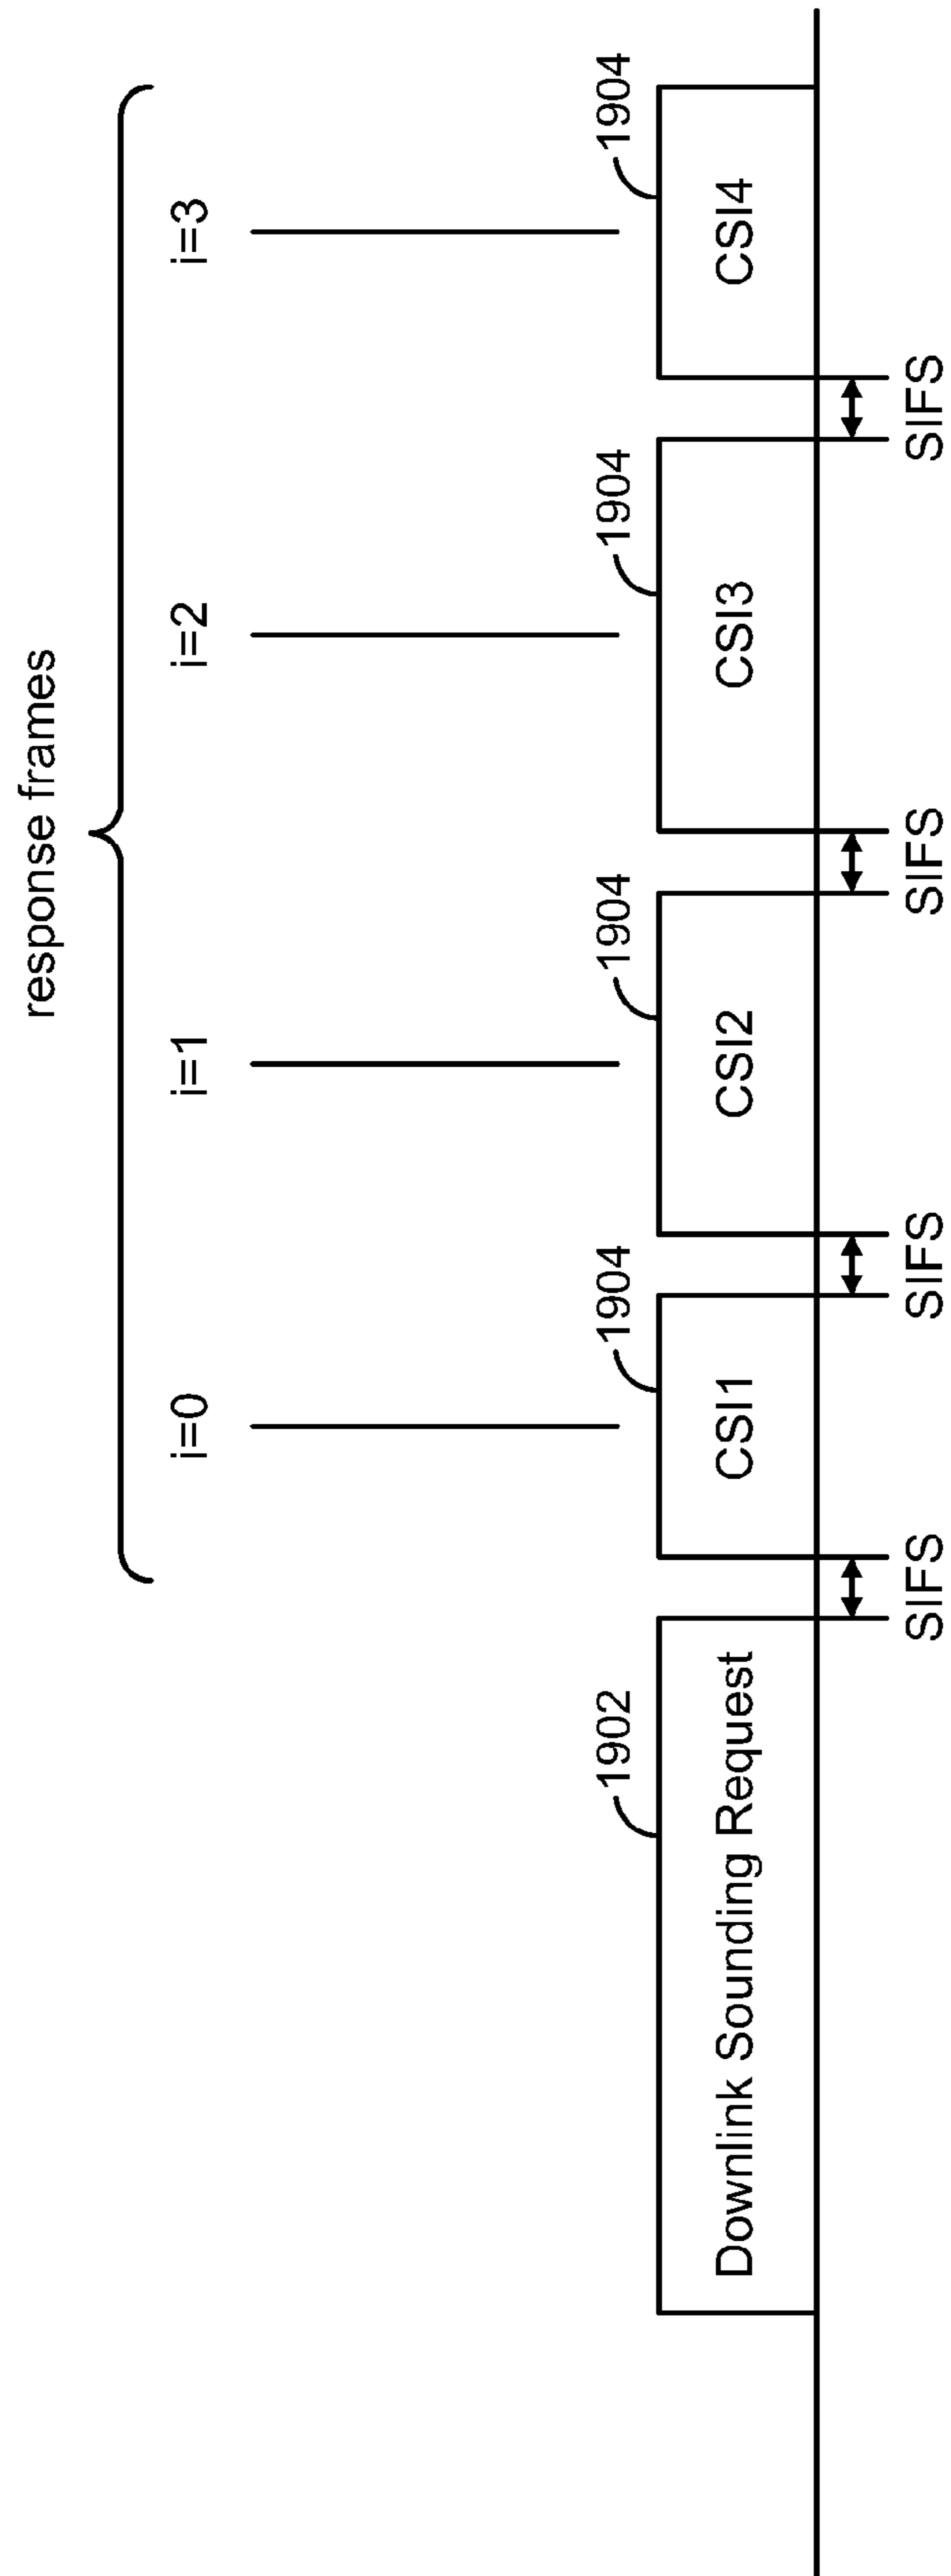 response frames
i=0
i=1
i=2
i=3
1902
1904
1904
1904
1904
Downlink Sounding Request
CSI1
CSI2
CSI3
CSI4
SIFS
SIFS
SIFS
SIFS